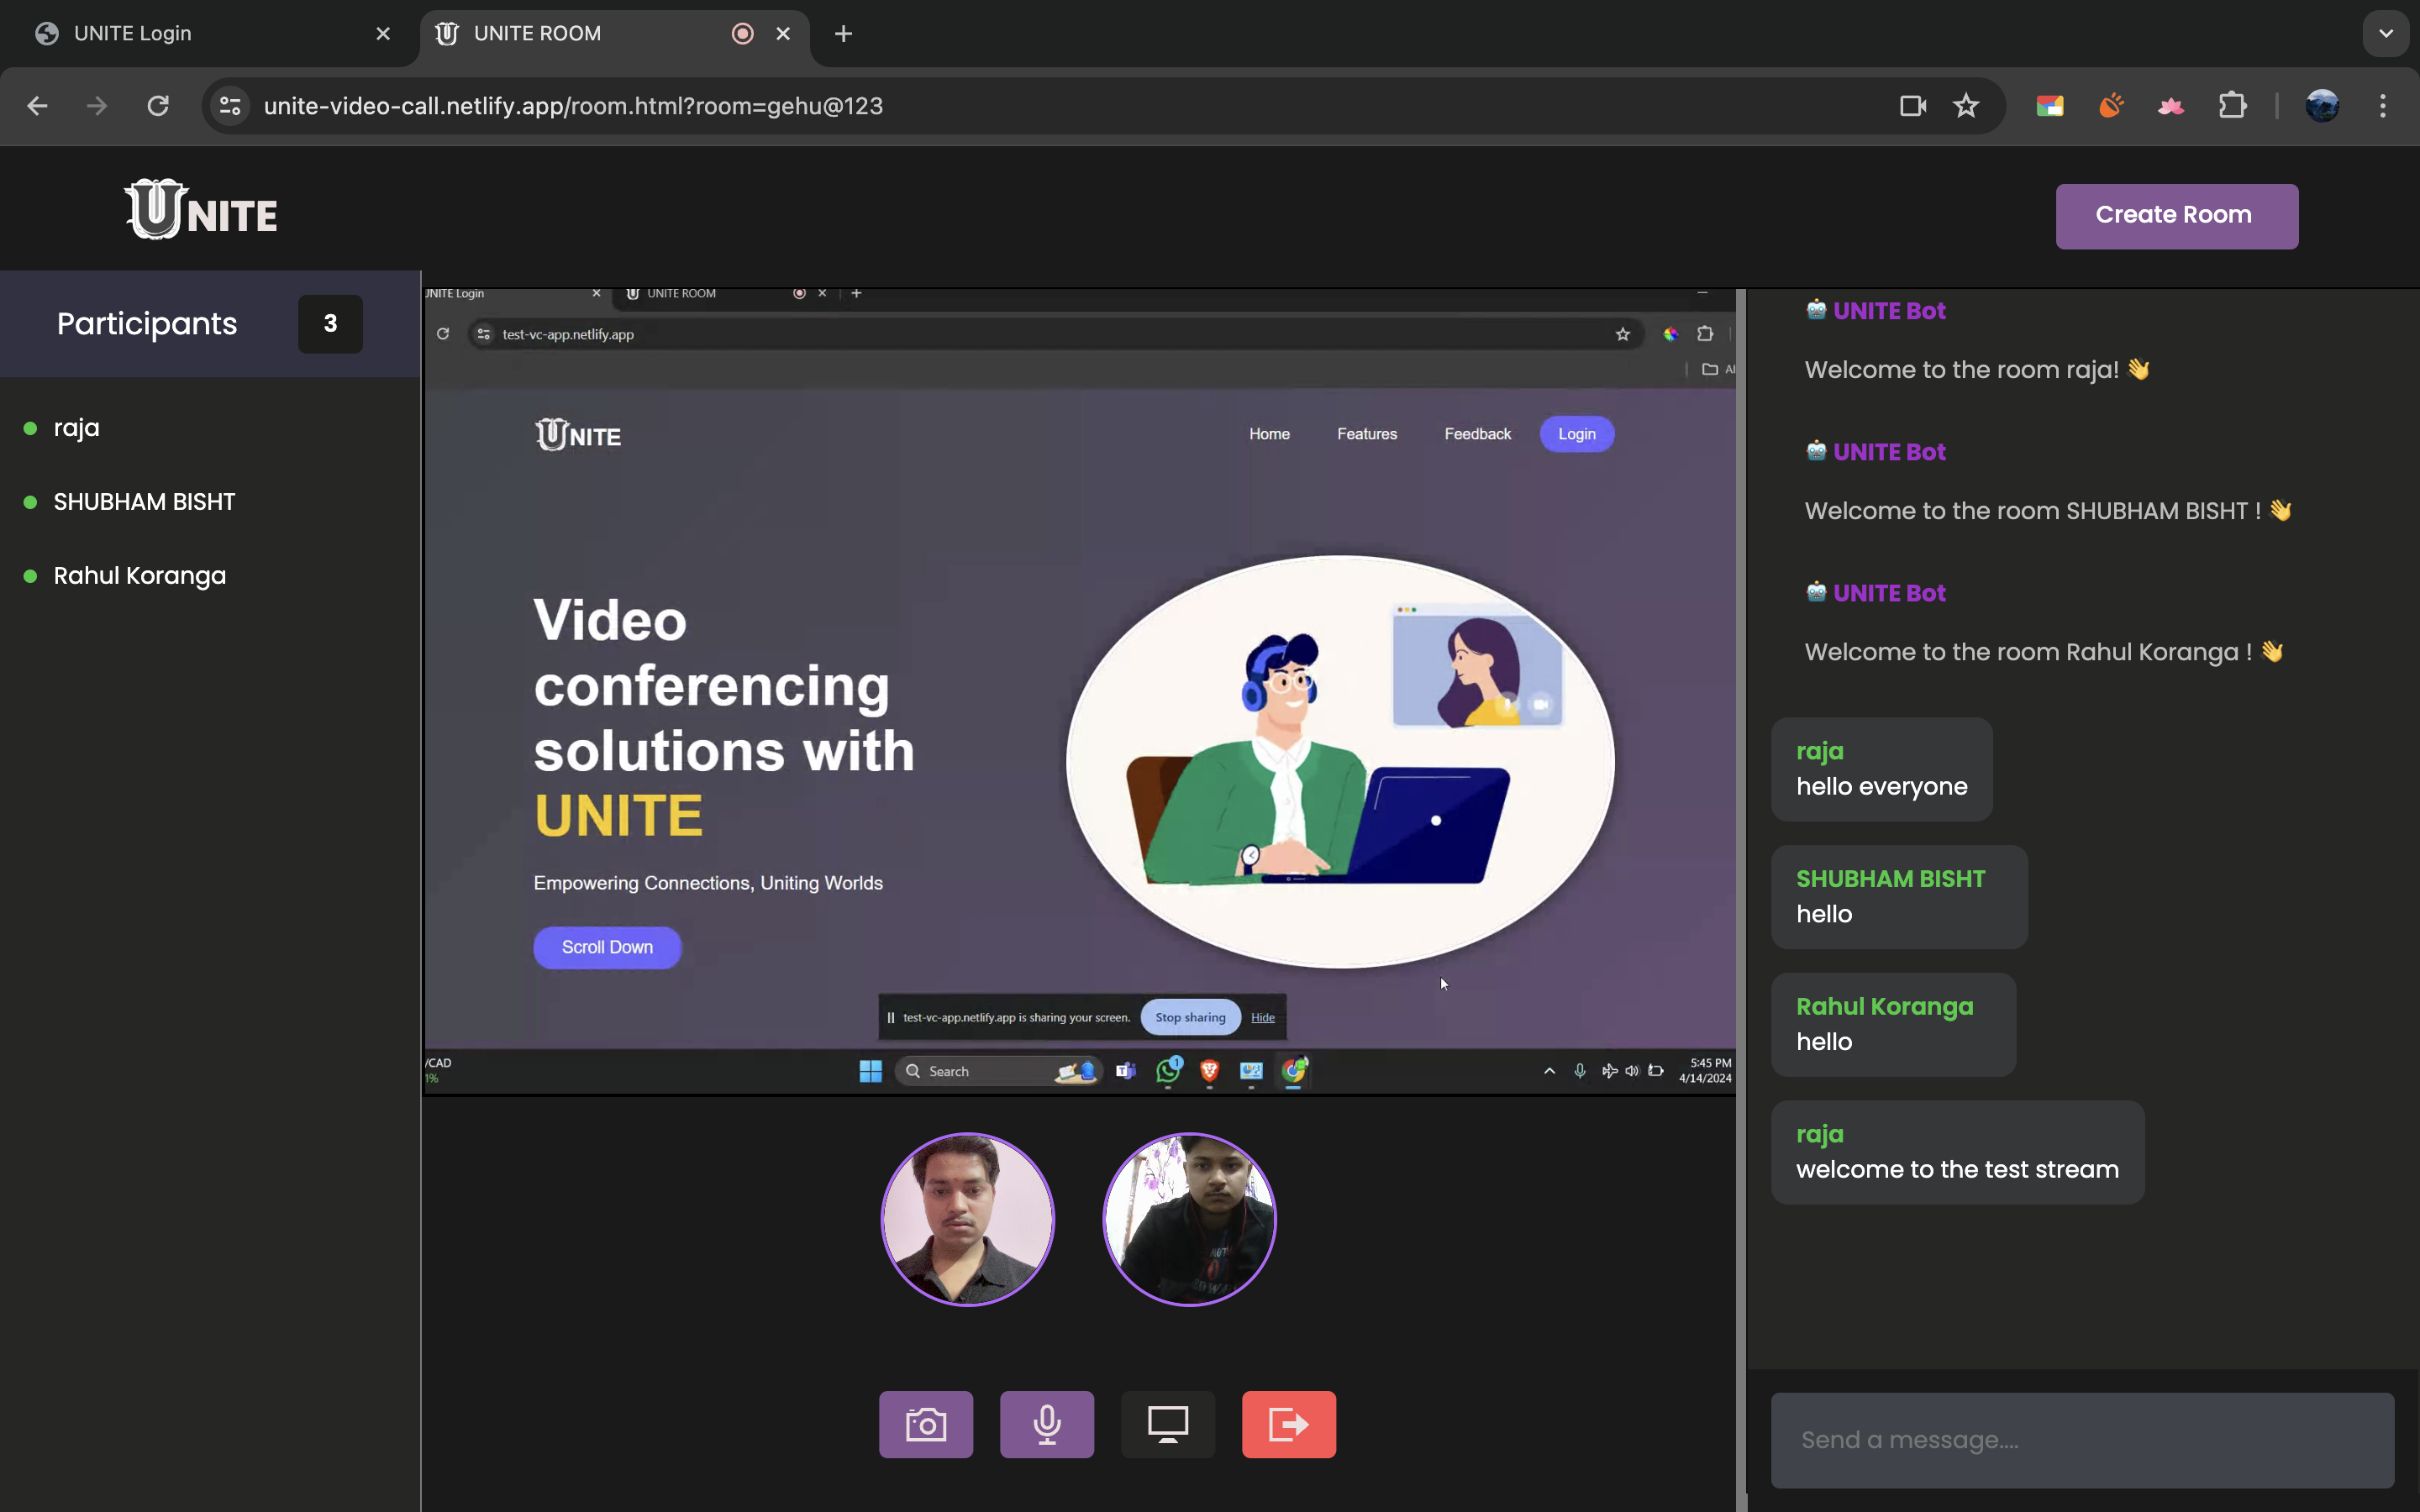 UNITE Login
UNITE ROOM
unite-video-call.netlify.app/room.html?room=gehu@123
UNITE
Create Room
Participants
3
raja
SHUBHAM BISHT
Rahul Koranga
UNITE Login
UNITE ROOM
test-vc-app.netlify.app
UNITE
Home
Features
Feedback
Login
Video
conferencing
solutions with
UNITE
Empowering Connections, Uniting Worlds
Scroll Down
test-vc-app.netlify.app is sharing your screen.
Stop sharing
Hide
/CAD
1%
Search
1
5:45 PM
4/14/2024
🤖 UNITE Bot
Welcome to the room raja! 👋
🤖 UNITE Bot
Welcome to the room SHUBHAM BISHT ! 👋
🤖 UNITE Bot
Welcome to the room Rahul Koranga ! 👋
raja
hello everyone
SHUBHAM BISHT
hello
Rahul Koranga
hello
raja
welcome to the test stream
Send a message....